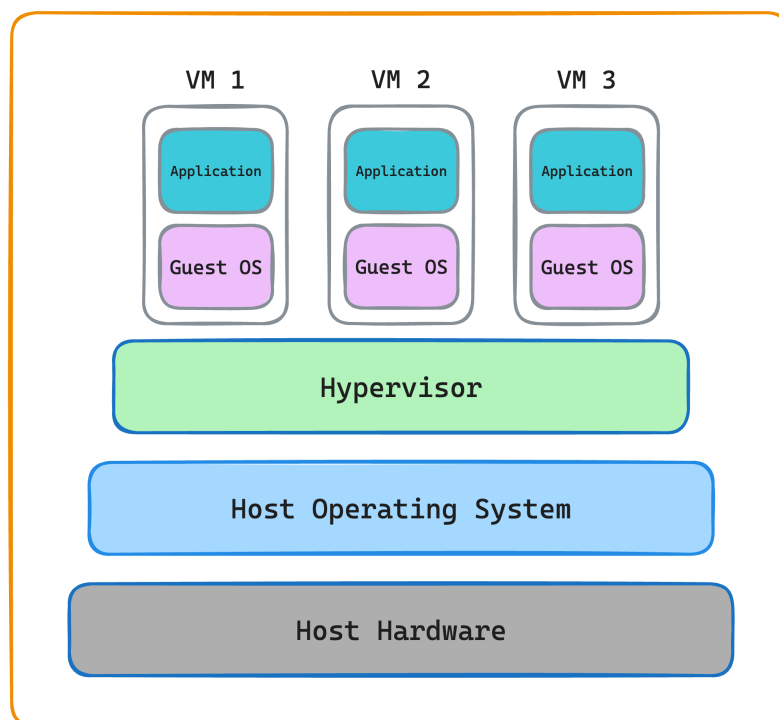 VM 1
VM 2
VM 3
Application
Application
Application
Guest OS
Guest OS
Guest OS
Hypervisor
Host Operating System
Host Hardware